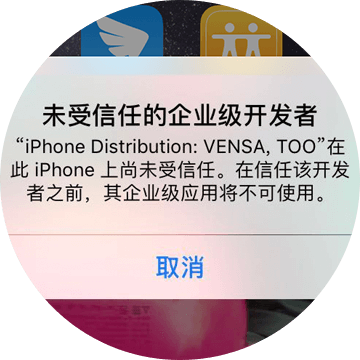 未受信任的企业级开发者
“iPhone Distribution: VENSA, TOO”在
此 iPhone 上尚未受信任。在信任该开发
者之前，其企业级应用将不可使用。
取消